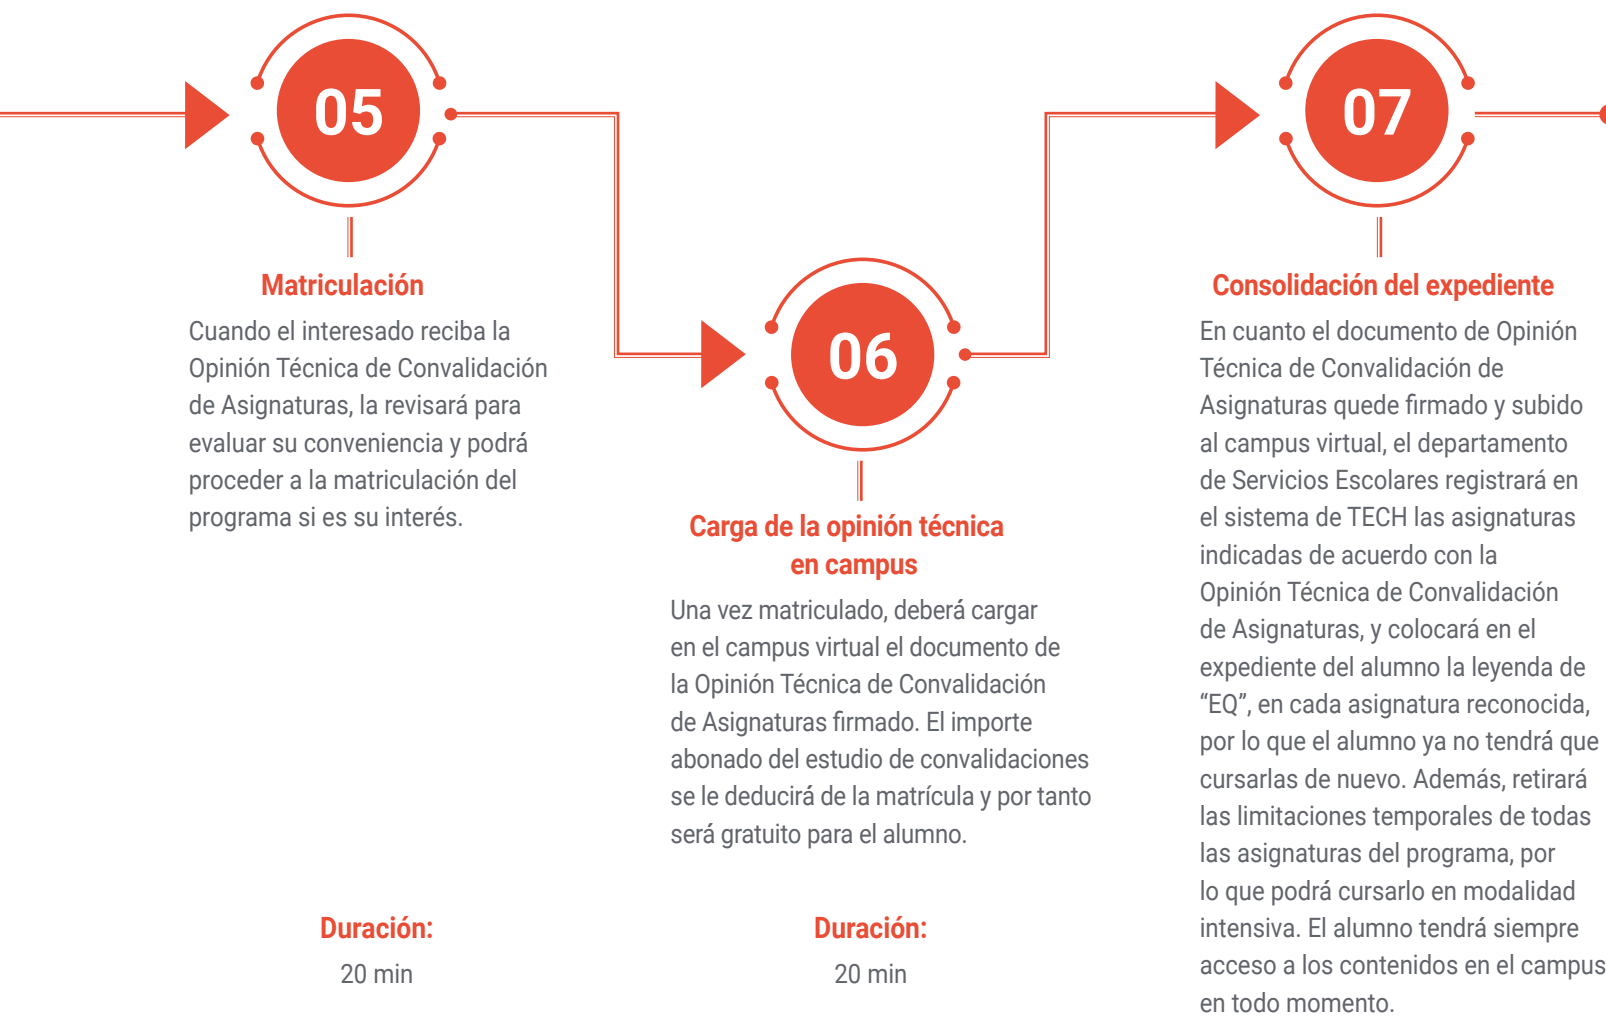 05
Matriculación
Cuando el interesado reciba la
Opinión Técnica de Convalidación
de Asignaturas, la revisará para
evaluar su conveniencia y podrá
proceder a la matriculación del
programa si es su interés.
Duración:
20 min
06
Carga de la opinión técnica
en campus
Una vez matriculado, deberá cargar
en el campus virtual el documento de
la Opinión Técnica de Convalidación
de Asignaturas firmado. El importe
abonado del estudio de convalidaciones
se le deducirá de la matrícula y por tanto
será gratuito para el alumno.
Duración:
20 min
07
Consolidación del expediente
En cuanto el documento de Opinión
Técnica de Convalidación de
Asignaturas quede firmado y subido
al campus virtual, el departamento
de Servicios Escolares registrará en
el sistema de TECH las asignaturas
indicadas de acuerdo con la
Opinión Técnica de Convalidación
de Asignaturas, y colocará en el
expediente del alumno la leyenda de
“EQ”, en cada asignatura reconocida,
por lo que el alumno ya no tendrá que
cursarlas de nuevo. Además, retirará
las limitaciones temporales de todas
las asignaturas del programa, por
lo que podrá cursarlo en modalidad
intensiva. El alumno tendrá siempre
acceso a los contenidos en el campus
en todo momento.